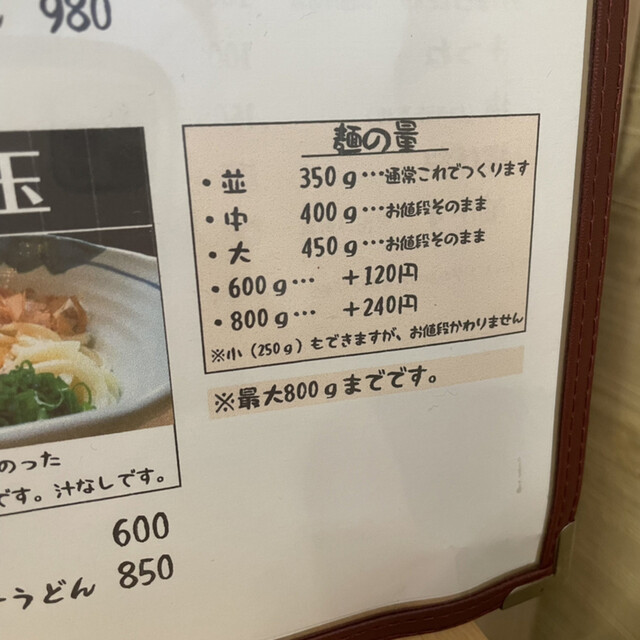 980
玉
麺の量
・並 350g…通常これでつくります
・中 400g…お値段そのまま
・大 450g…お値段そのまま
・600g… +120円
・800g… +240円
※小（250g）もできますが、お値段かわりません
※最大800gまでです。
のった
です。汁なしです。
600
うどん 850